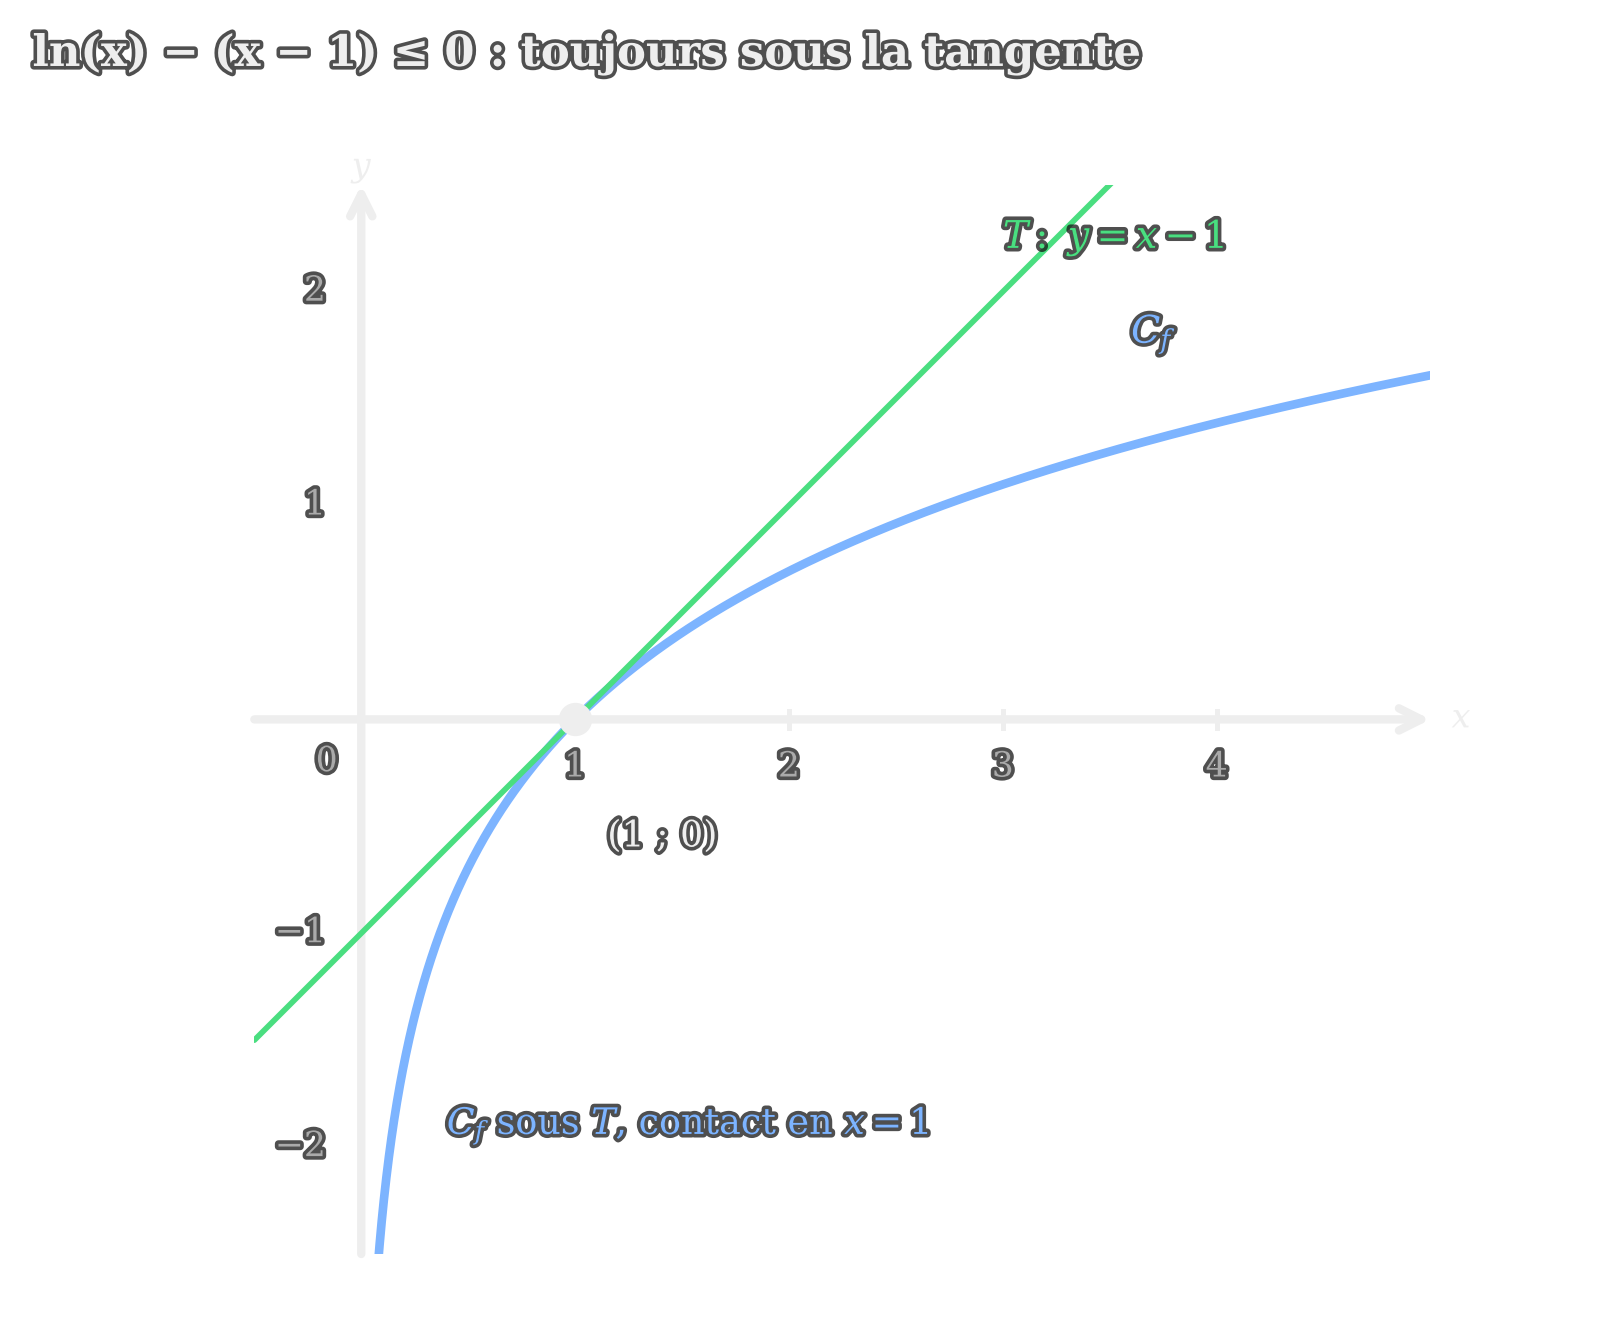 ln(x) − (x − 1) ≤ 0 : toujours sous la tangente
y
T : y = x − 1
2
C_f
1
x
0
1
2
3
4
(1 ; 0)
−1
C_f sous T, contact en x = 1
−2